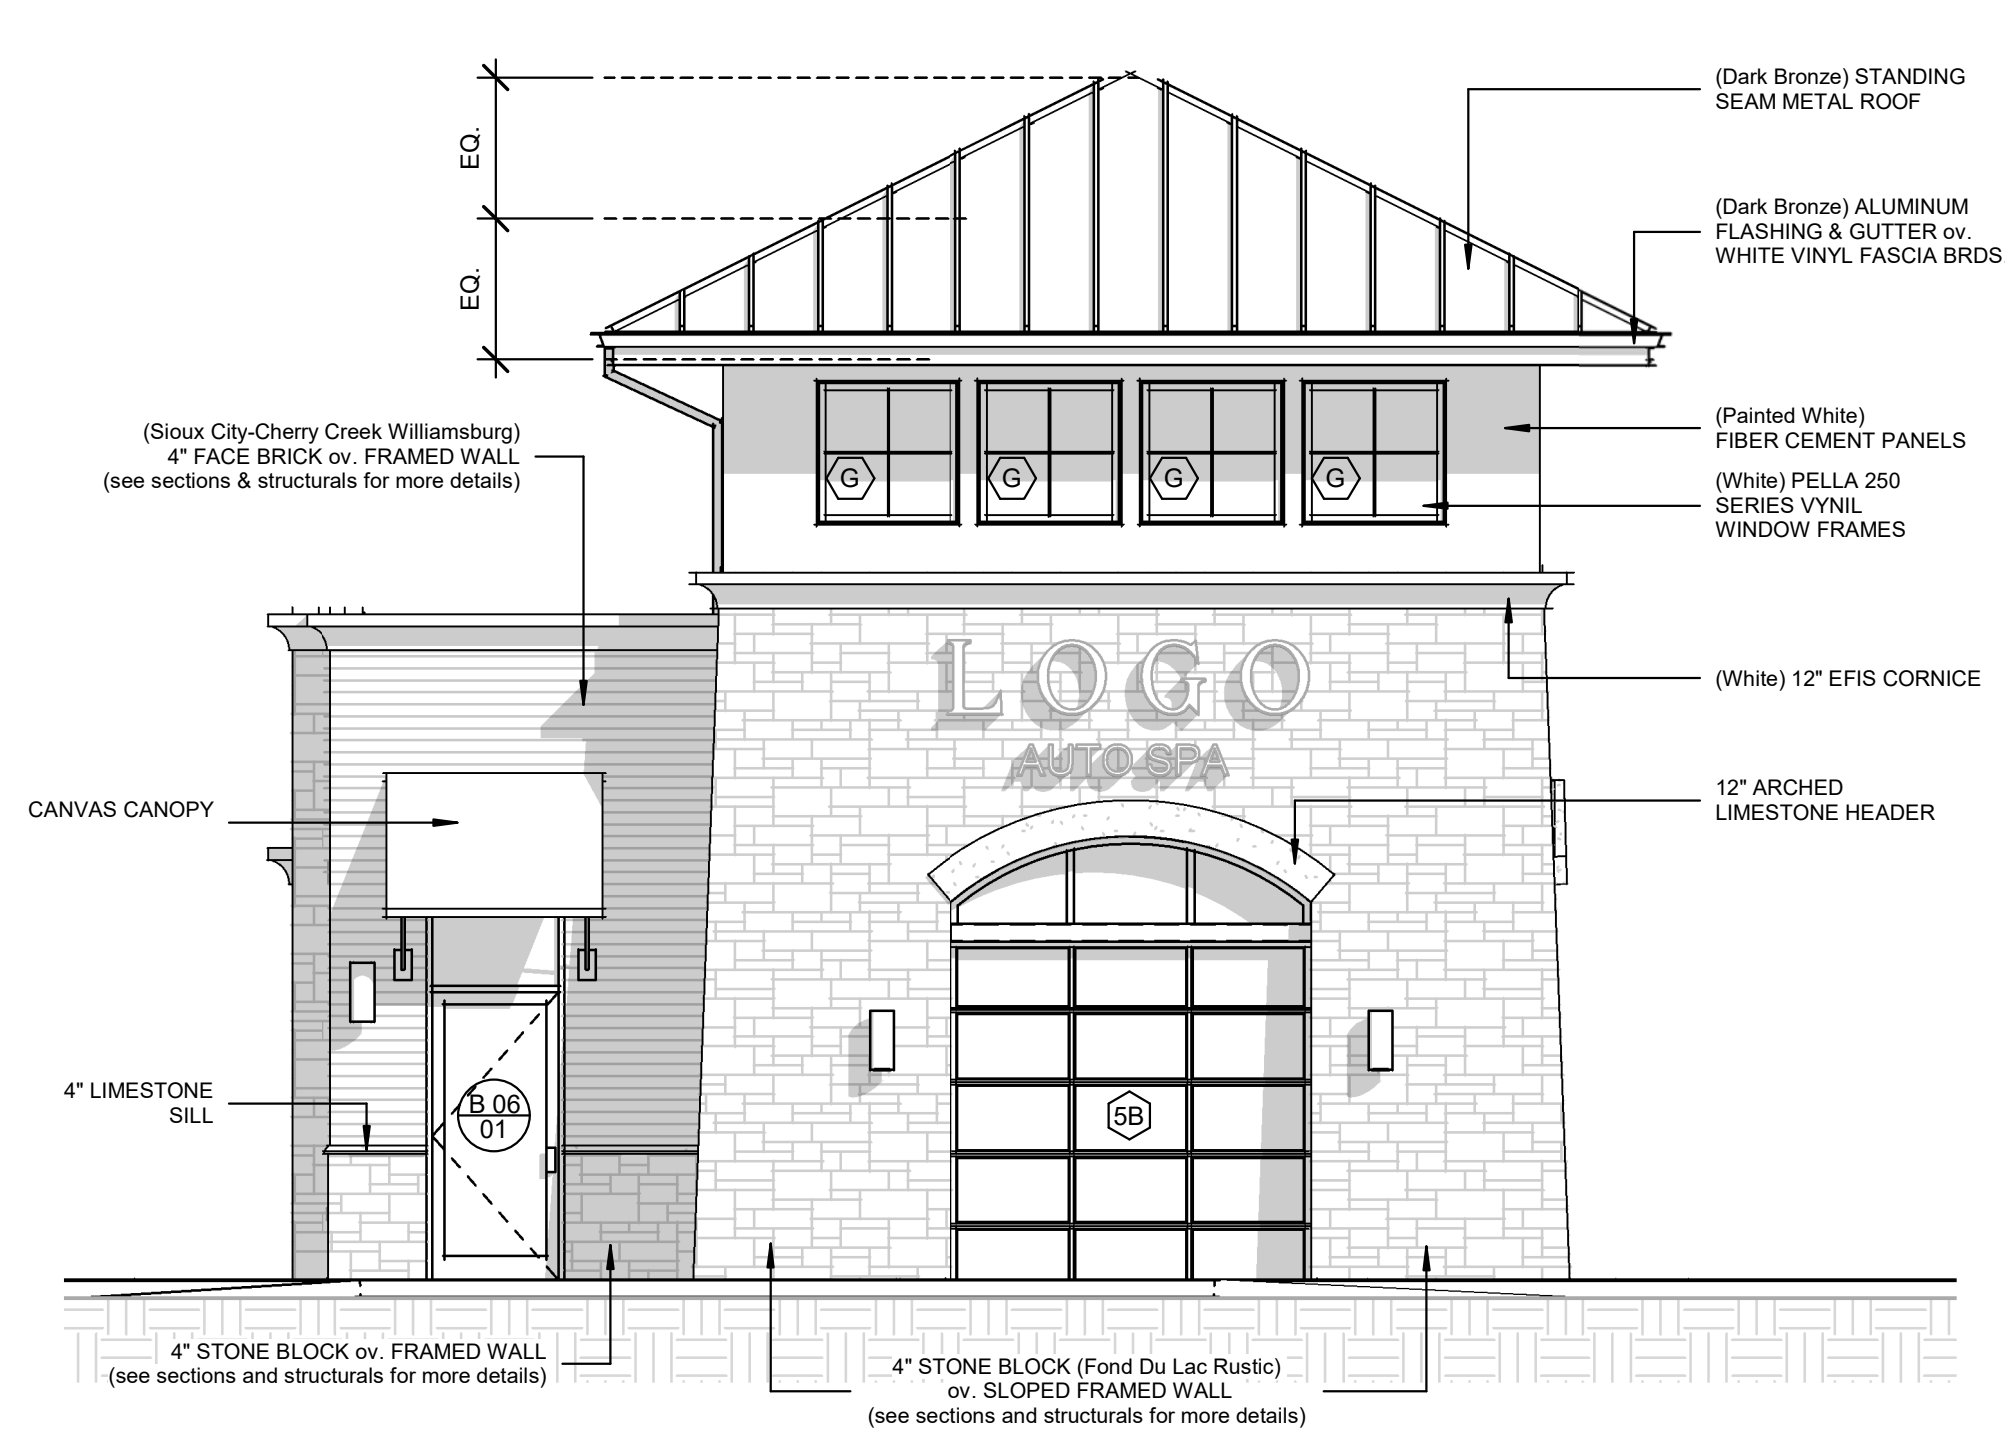 (Dark Bronze) STANDING
SEAM METAL ROOF
EQ.
(Dark Bronze) ALUMINUM
FLASHING & GUTTER ov.
WHITE VINYL FASCIA BRDS.
EQ.
(Sioux City-Cherry Creek Williamsburg)
4" FACE BRICK ov. FRAMED WALL
(see sections & structurals for more details)
(Painted White)
FIBER CEMENT PANELS
G
G
G
G
(White) PELLA 250
SERIES VYNIL
WINDOW FRAMES
LOGO
AUTO SPA
(White) 12" EFIS CORNICE
CANVAS CANOPY
12" ARCHED
LIMESTONE HEADER
4" LIMESTONE
SILL
B 06
01
5B
4" STONE BLOCK ov. FRAMED WALL
(see sections and structurals for more details)
4" STONE BLOCK (Fond Du Lac Rustic)
ov. SLOPED FRAMED WALL
(see sections and structurals for more details)